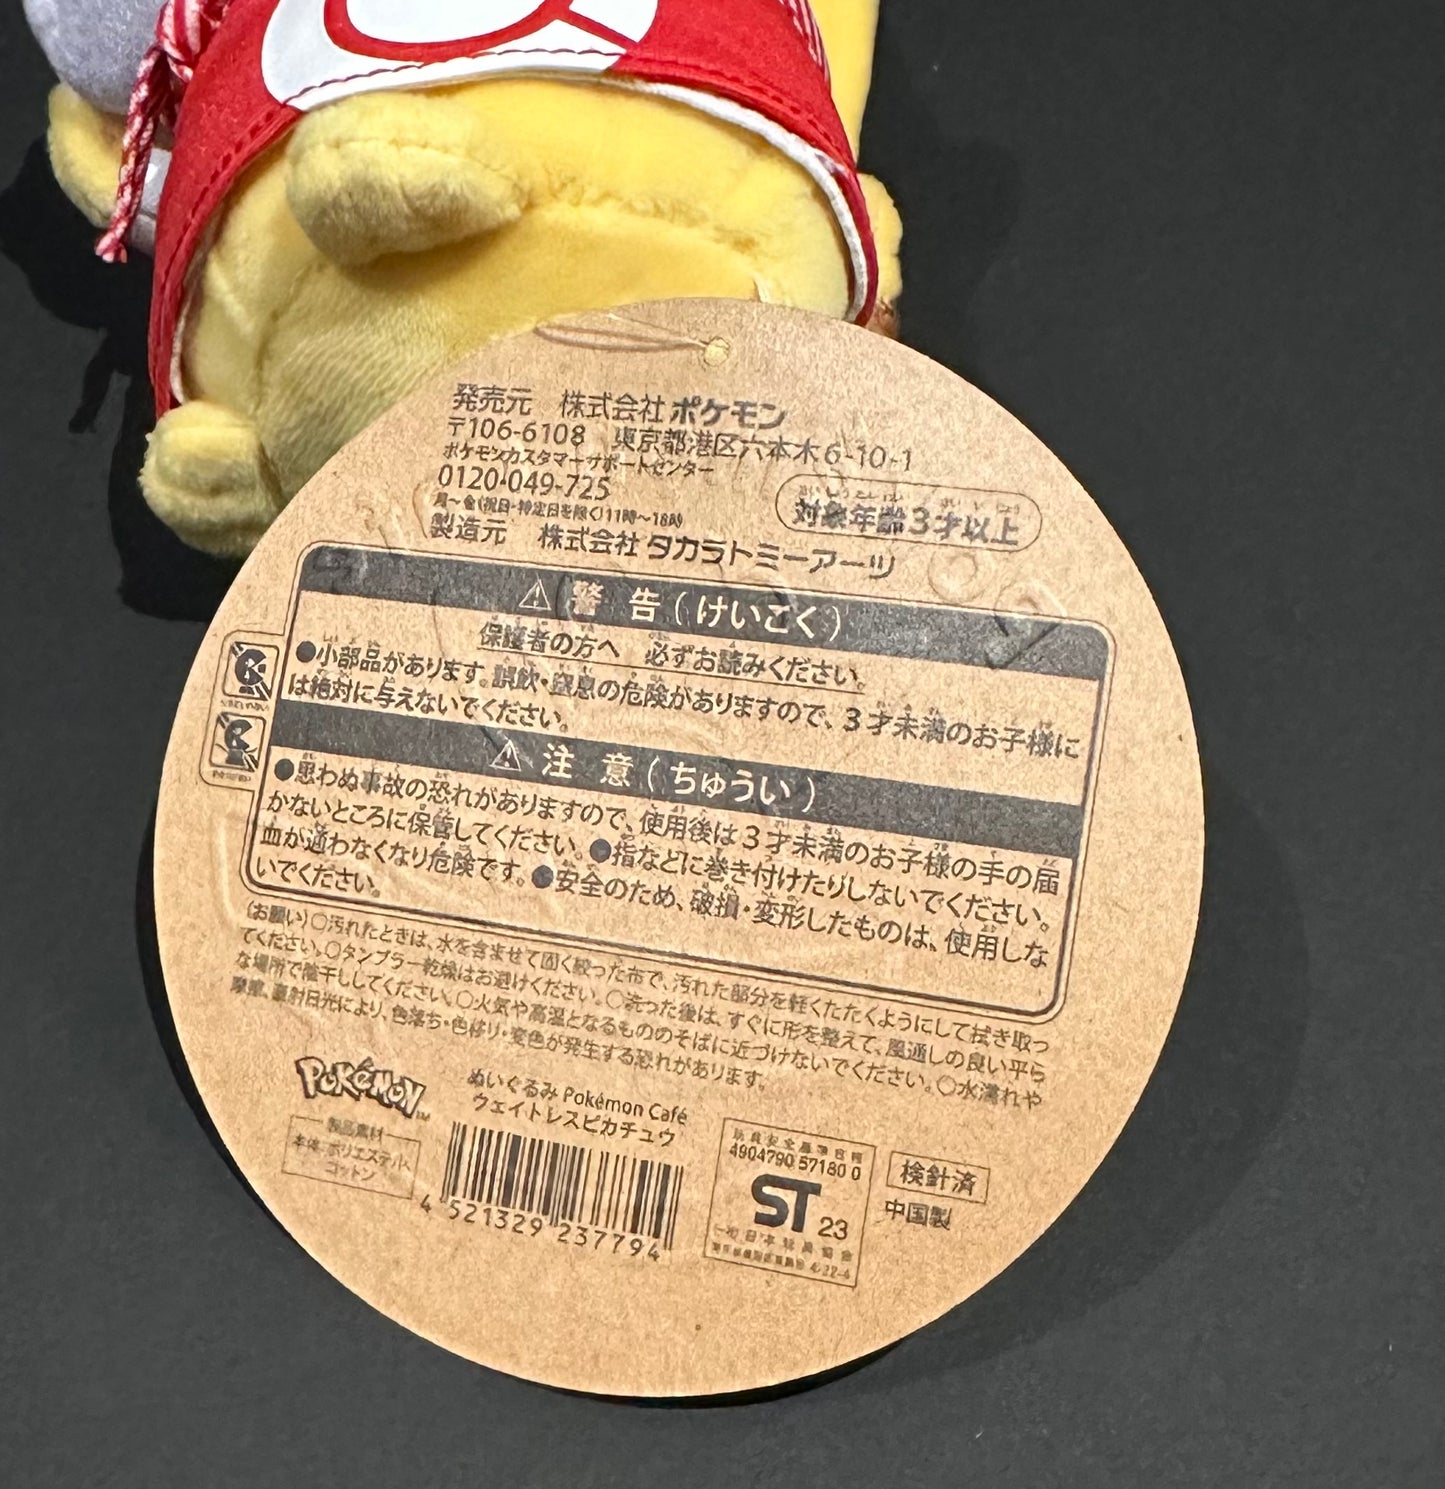 発売元 株式会社ポケモン
〒106-6108 東京都港区六本木6-10-1
ポケモンカスタマーサポートセンター
0120-049-725
月～金(祝日・特定日を除く)11時～18時
対象年齢3才以上
製造元 株式会社タカラトミーアーツ
⚠ 警告(けいこく)
保護者の方へ 必ずお読みください。
●小部品があります。誤飲・窒息の危険がありますので、3才未満のお子様に
は絶対に与えないでください。
⚠ 注意(ちゅうい)
●思わぬ事故の恐れがありますので、使用後は3才未満のお子様の手の届
かないところに保管してください。●指などに巻き付けたりしないでください。
血が通わなくなり危険です。●安全のため、破損・変形したものは、使用しな
いでください。
(お願い)○汚れたときは、水を含ませて固く絞った布で、汚れた部分を軽くたたくようにして拭き取っ
てください。○タンブラー乾燥はお避けください。○洗った後は、すぐに形を整えて、風通しの良い平ら
な場所で陰干ししてください。○火気や高温となるもののそばに近づけないでください。○水濡れや
摩擦、直射日光により、色落ち・色移り・変色が発生する恐れがあります。
POKéMON
ぬいぐるみ Pokémon Café
ウェイトレスピカチュウ
製品素材
本体:ポリエステル、
コットン
4 521329 237794
玩具安全基準合格
4904790 57180 0
ST 23
一社)日本玩具協会
4-22-4
検針済
中国製